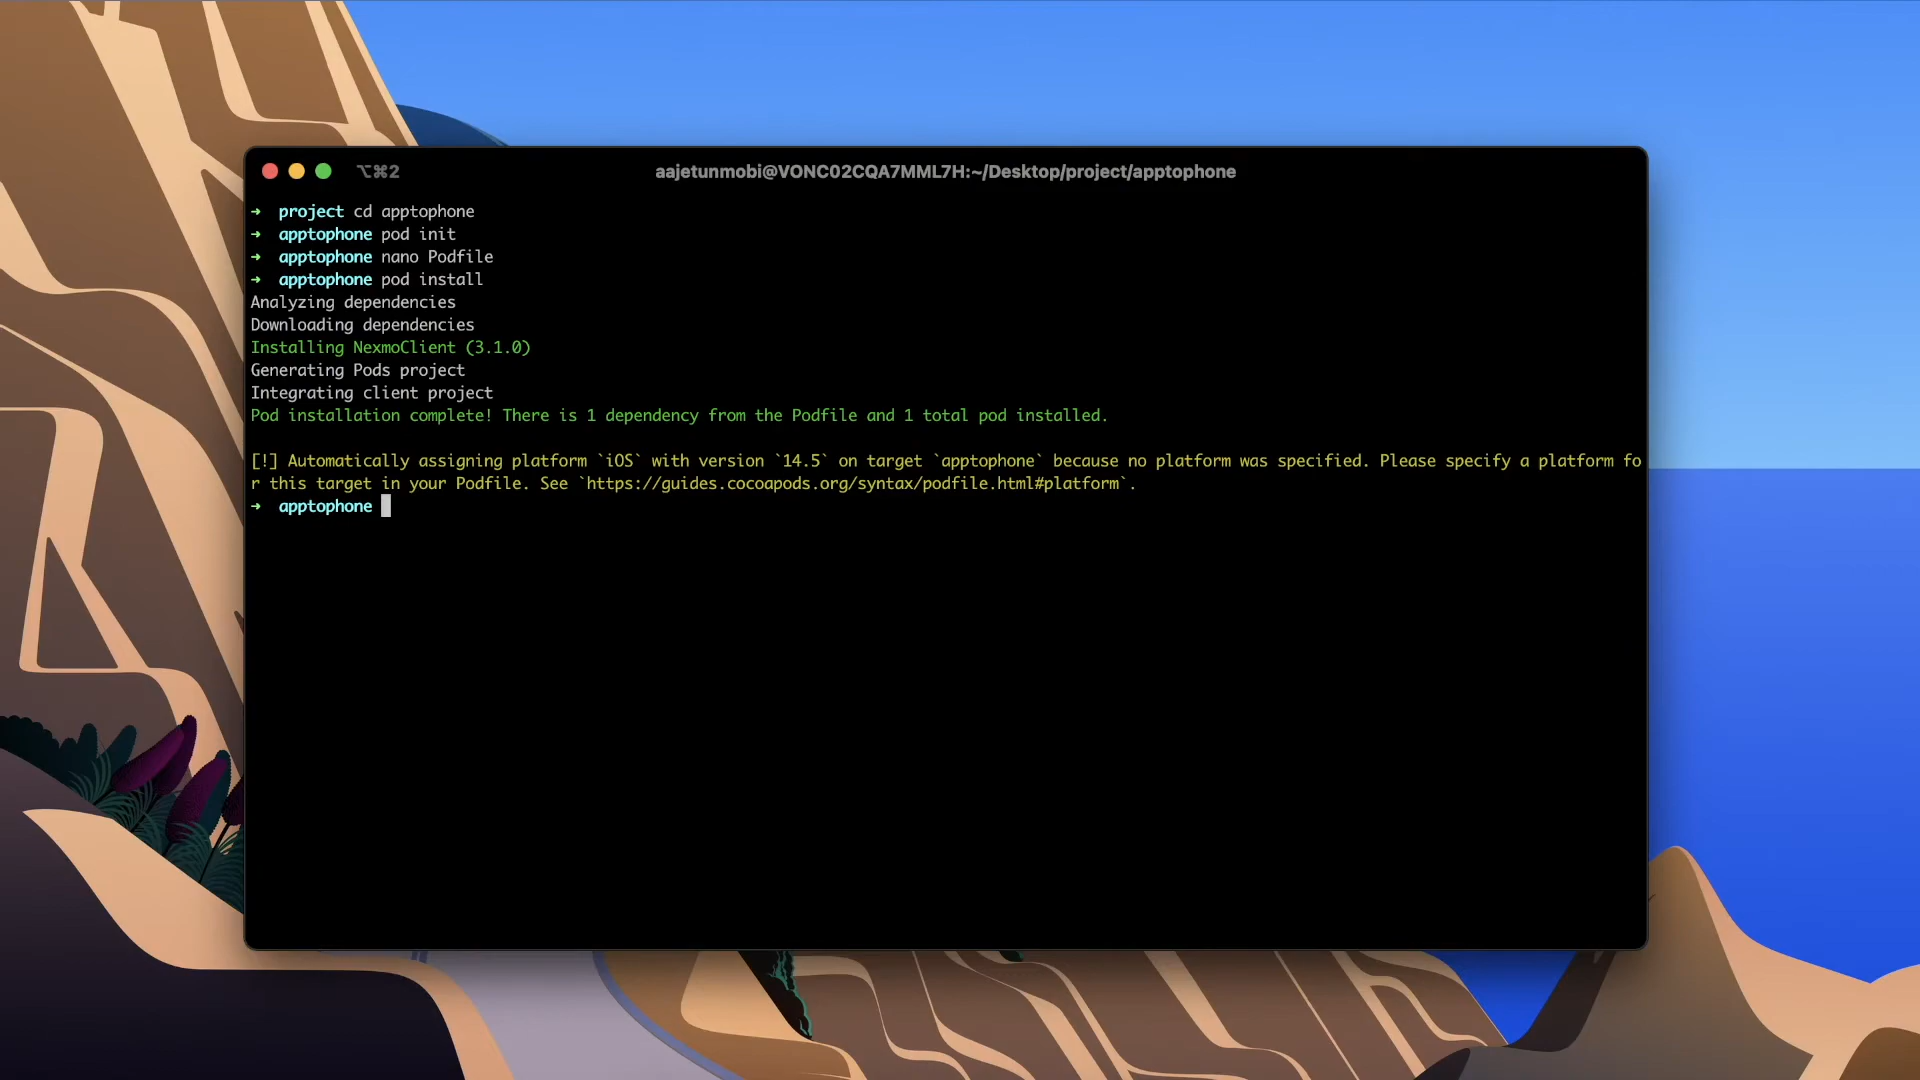 ⌥⌘2 aajetunmobi@VONC02CQA7MML7H:~/Desktop/project/apptophone
➜ project cd apptophone
➜ apptophone pod init
➜ apptophone nano Podfile
➜ apptophone pod install
Analyzing dependencies
Downloading dependencies
Installing NexmoClient (3.1.0)
Generating Pods project
Integrating client project
Pod installation complete! There is 1 dependency from the Podfile and 1 total pod installed.
[!] Automatically assigning platform `iOS` with version `14.5` on target `apptophone` because no platform was specified. Please specify a platform fo
r this target in your Podfile. See `https://guides.cocoapods.org/syntax/podfile.html#platform`.
➜ apptophone